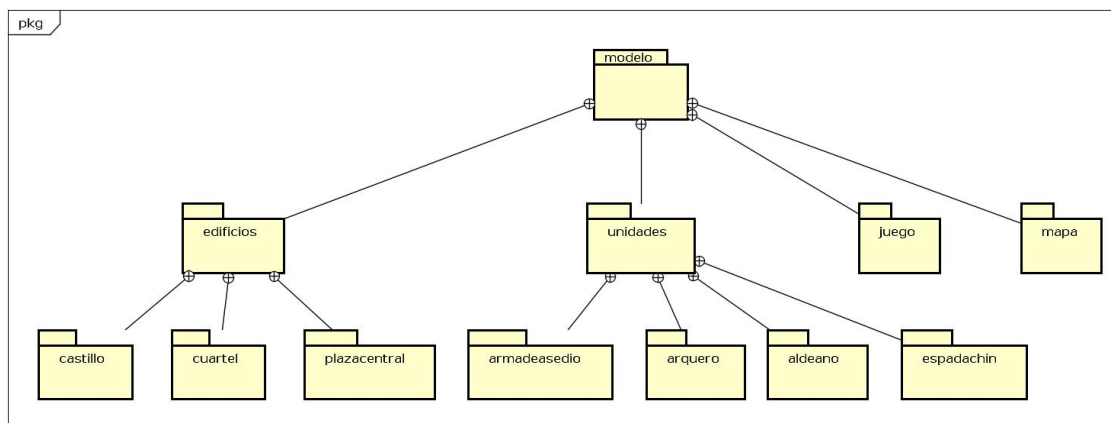 pkg
modelo
edificios
unidades
juego
mapa
castillo
cuartel
plazacentral
armadeasedio
arquero
aldeano
espadachin